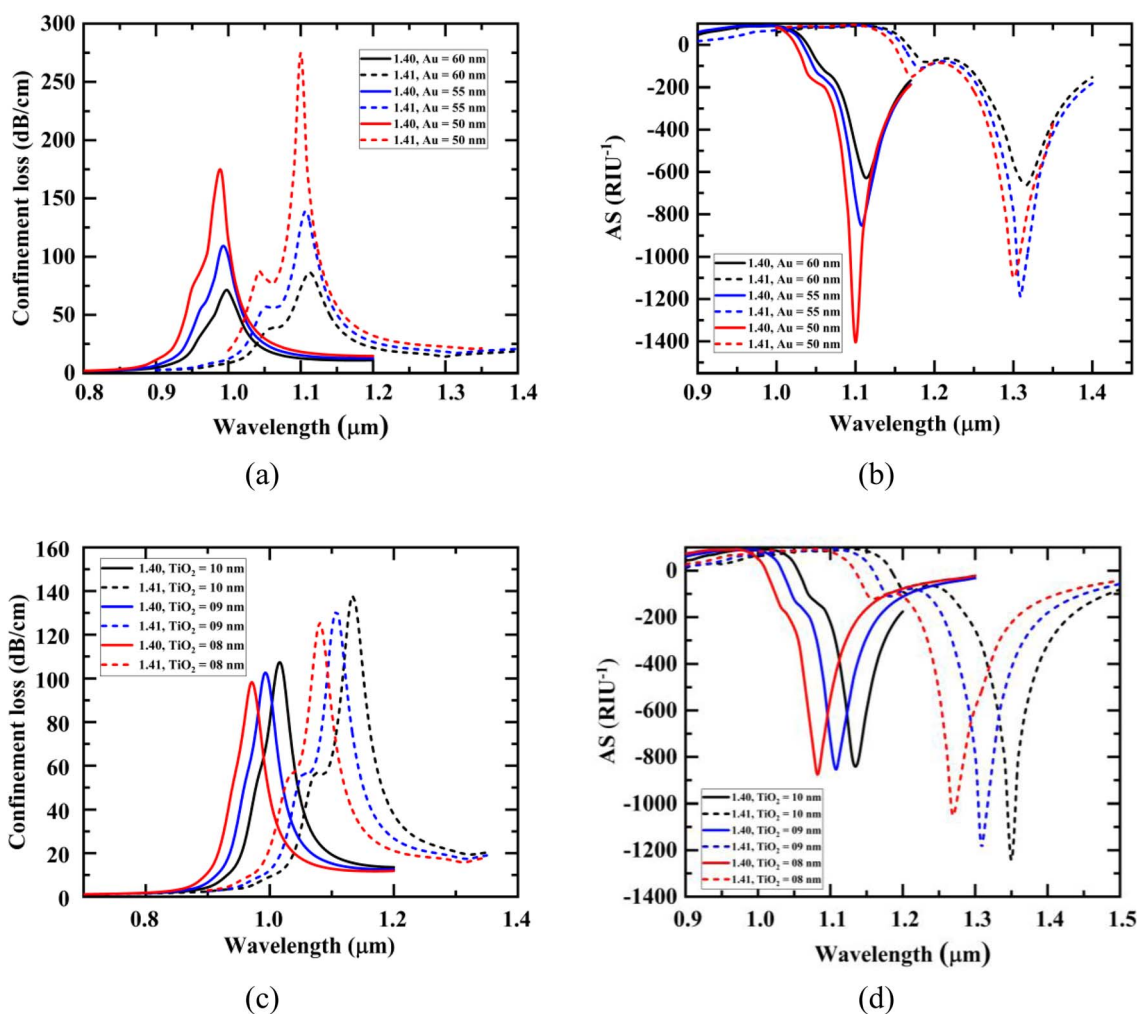 300
250
200
150
100
50
0
Confinement loss (dB/cm)
1.40, Au = 60 nm
1.41, Au = 60 nm
1.40, Au = 55 nm
1.41, Au = 55 nm
1.40, Au = 50 nm
1.41, Au = 50 nm
0.8 0.9 1.0 1.1 1.2 1.3 1.4
Wavelength (μm)
(a)
0
-200
-400
-600
-800
-1000
-1200
-1400
AS (RIU⁻¹)
1.40, Au = 60 nm
1.41, Au = 60 nm
1.40, Au = 55 nm
1.41, Au = 55 nm
1.40, Au = 50 nm
1.41, Au = 50 nm
0.9 1.0 1.1 1.2 1.3 1.4
Wavelength (μm)
(b)
160
140
120
100
80
60
40
20
0
Confinement loss (dB/cm)
1.40, TiO₂ = 10 nm
1.41, TiO₂ = 10 nm
1.40, TiO₂ = 09 nm
1.41, TiO₂ = 09 nm
1.40, TiO₂ = 08 nm
1.41, TiO₂ = 08 nm
0.8 1.0 1.2 1.4
Wavelength (μm)
(c)
0
-200
-400
-600
-800
-1000
-1200
-1400
AS (RIU⁻¹)
1.40, TiO₂ = 10 nm
1.41, TiO₂ = 10 nm
1.40, TiO₂ = 09 nm
1.41, TiO₂ = 09 nm
1.40, TiO₂ = 08 nm
1.41, TiO₂ = 08 nm
0.9 1.0 1.1 1.2 1.3 1.4 1.5
Wavelength (μm)
(d)